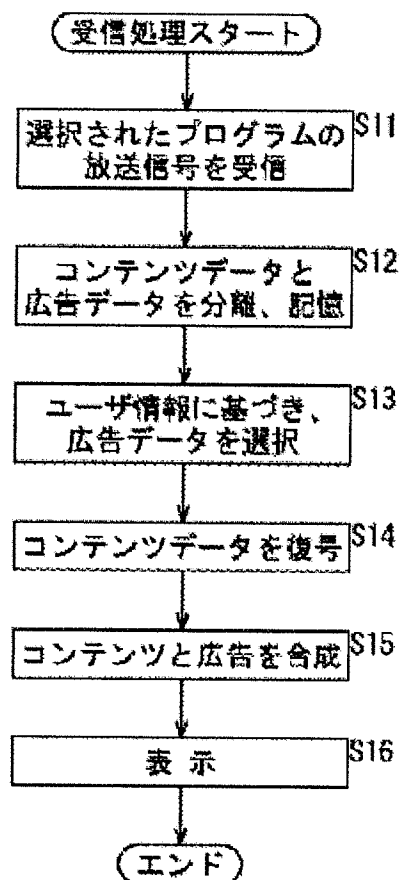 受信処理スタート
選択されたプログラムの
放送信号を受信
S11
コンテンツデータと
広告データを分離、記憶
S12
ユーザ情報に基づき、
広告データを選択
S13
コンテンツデータを復号
S14
コンテンツと広告を合成
S15
表 示
S16
エンド